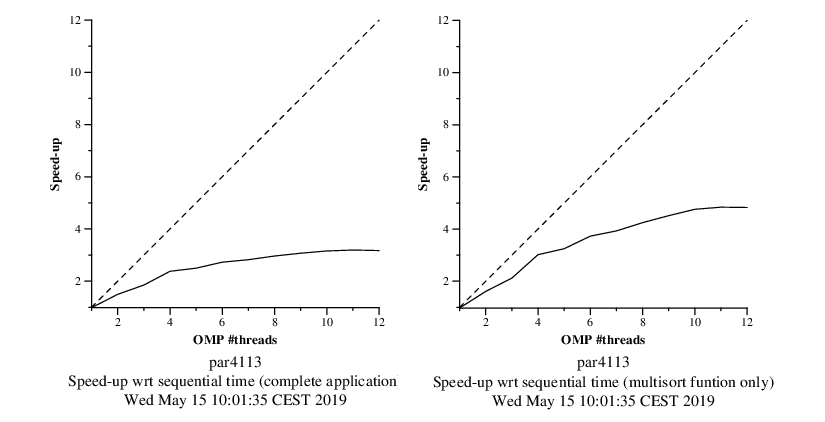 12
10
8
6
4
2
Speed-up
2 4 6 8 10 12
OMP #threads
par4113
Speed-up wrt sequential time (complete application
Wed May 15 10:01:35 CEST 2019
12
10
8
6
4
2
Speed-up
2 4 6 8 10 12
OMP #threads
par4113
Speed-up wrt sequential time (multisort funtion only)
Wed May 15 10:01:35 CEST 2019